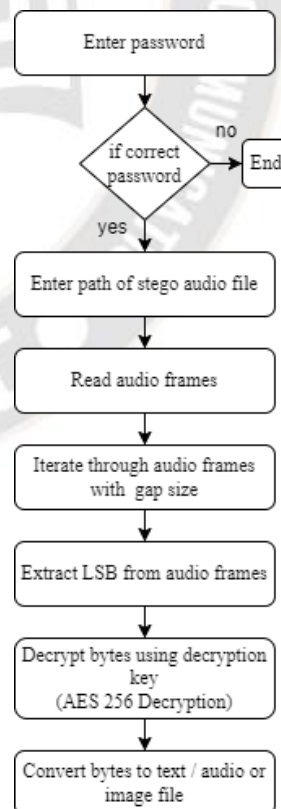 Enter password
if correct
password
no
End
yes
Enter path of stego audio file
Read audio frames
Iterate through audio frames
with gap size
Extract LSB from audio frames
Decrypt bytes using decryption
key
(AES 256 Decryption)
Convert bytes to text / audio or
image file